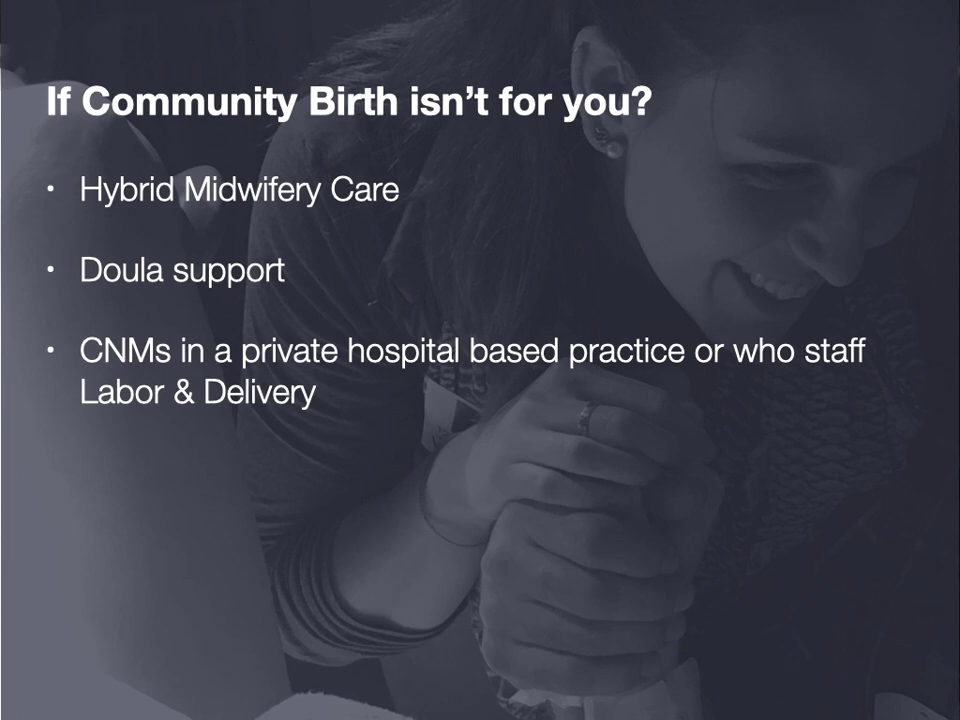 If Community Birth isn’t for you?
• Hybrid Midwifery Care
• Doula support
• CNMs in a private hospital based practice or who staff
Labor & Delivery